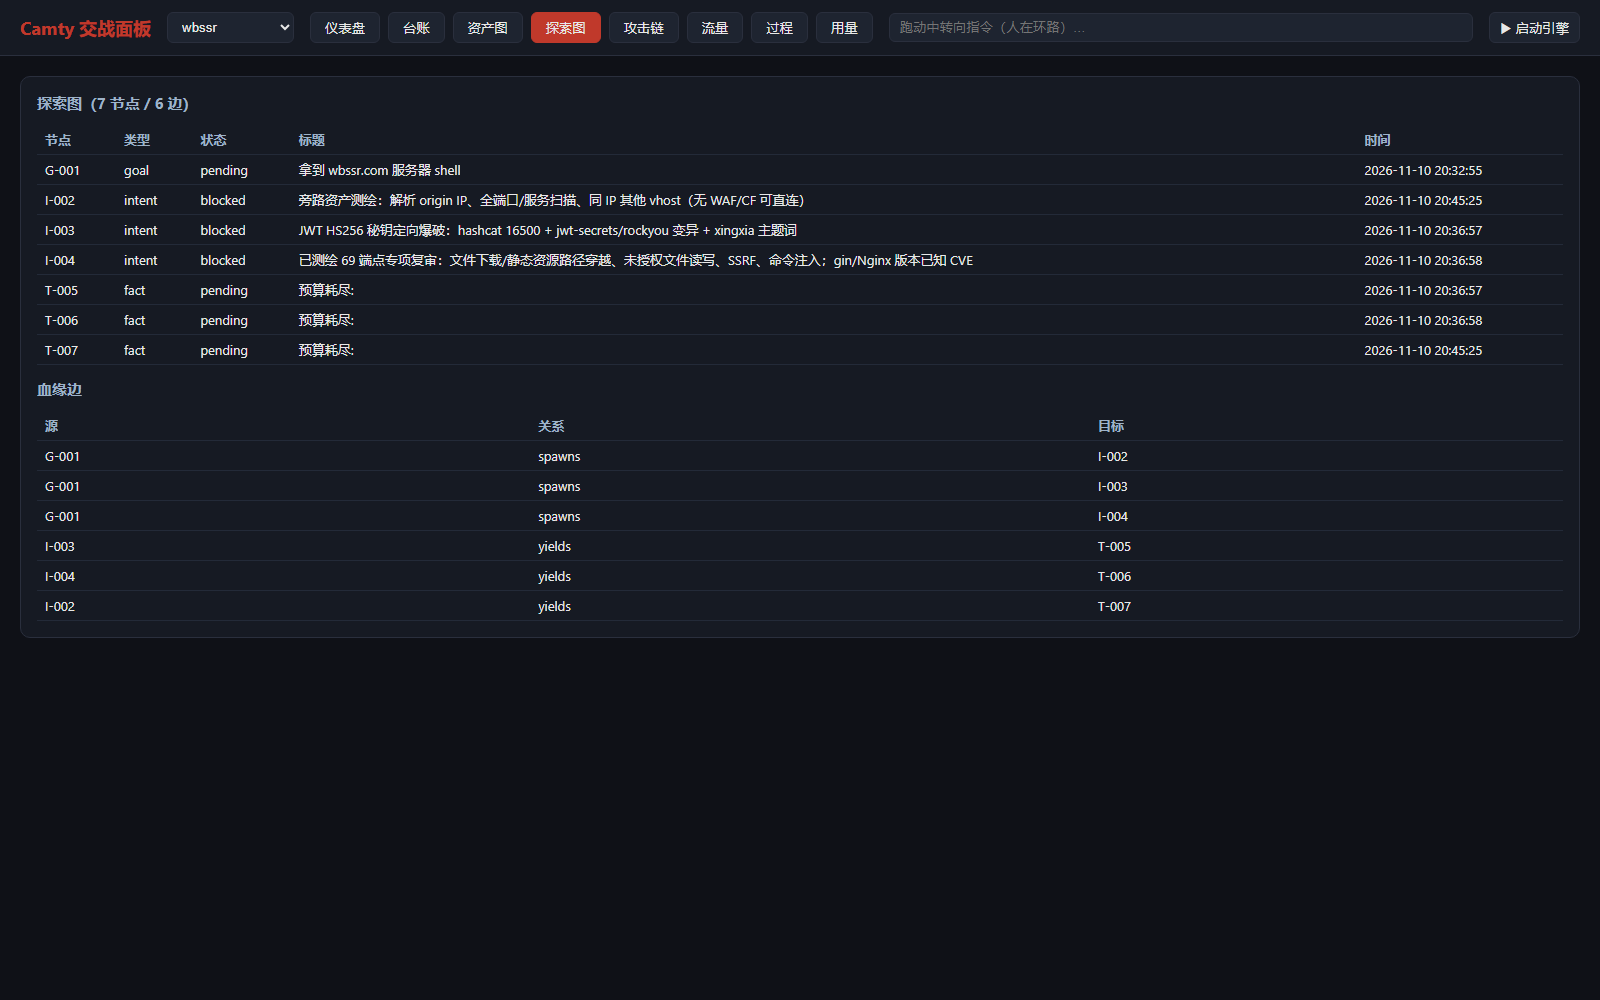 Camty 交战面板 wbssr 仪表盘 台账 资产图 探索图 攻击链 流量 过程 用量 跑动中转向指令（人在环路）... ▶ 启动引擎
探索图（7 节点 / 6 边）
节点 类型 状态 标题 时间
G-001 goal pending 拿到 wbssr.com 服务器 shell 2026-11-10 20:32:55
I-002 intent blocked 旁路资产测绘：解析 origin IP、全端口/服务扫描、同 IP 其他 vhost（无 WAF/CF 可直连） 2026-11-10 20:45:25
I-003 intent blocked JWT HS256 秘钥定向爆破：hashcat 16500 + jwt-secrets/rockyou 变异 + xingxia 主题词 2026-11-10 20:36:57
I-004 intent blocked 已测绘 69 端点专项复审：文件下载/静态资源路径穿越、未授权文件读写、SSRF、命令注入；gin/Nginx 版本已知 CVE 2026-11-10 20:36:58
T-005 fact pending 预算耗尽: 2026-11-10 20:36:57
T-006 fact pending 预算耗尽: 2026-11-10 20:36:58
T-007 fact pending 预算耗尽: 2026-11-10 20:45:25
血缘边
源 关系 目标
G-001 spawns I-002
G-001 spawns I-003
G-001 spawns I-004
I-003 yields T-005
I-004 yields T-006
I-002 yields T-007